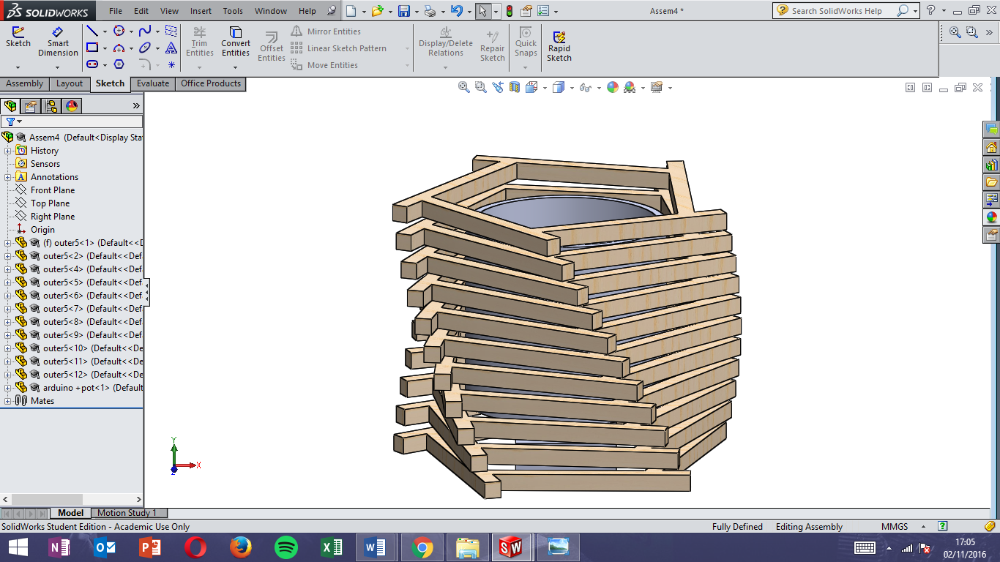 SOLIDWORKS
File Edit View Insert Tools Window Help
Assem4 *
Search SolidWorks Help
Sketch
Smart Dimension
Trim Entities
Convert Entities
Offset Entities
Mirror Entities
Linear Sketch Pattern
Move Entities
Display/Delete Relations
Repair Sketch
Quick Snaps
Rapid Sketch
Assembly Layout Sketch Evaluate Office Products
Assem4 (Default<Display Sta
History
Sensors
Annotations
Front Plane
Top Plane
Right Plane
Origin
(f) outer5<1> (Default<<D
outer5<2> (Default<<Def
outer5<4> (Default<<Def
outer5<5> (Default<<Def
outer5<6> (Default<<Def
outer5<7> (Default<<Def
outer5<8> (Default<<Def
outer5<9> (Default<<Def
outer5<10> (Default<<De
outer5<11> (Default<<De
outer5<12> (Default<<De
arduino +pot<1> (Default
Mates
Y
X
Z
Model Motion Study 1
SolidWorks Student Edition - Academic Use Only
Fully Defined Editing Assembly MMGS
17:05
02/11/2016